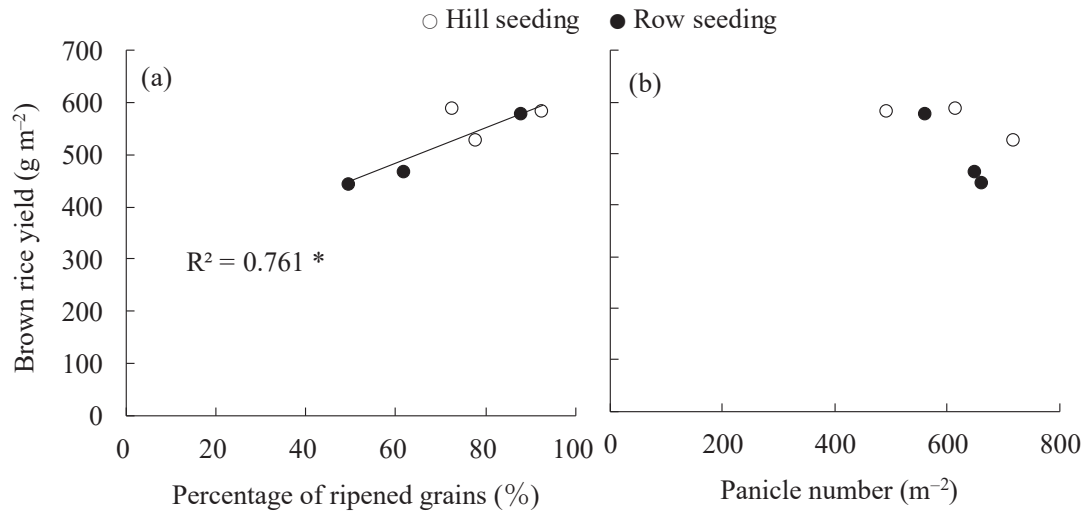 ○ Hill seeding ● Row seeding
(a)
(b)
Brown rice yield (g m⁻²)
700
600
500
400
300
200
100
0
R² = 0.761 *
0 20 40 60 80 100
0 200 400 600 800
Percentage of ripened grains (%)
Panicle number (m⁻²)